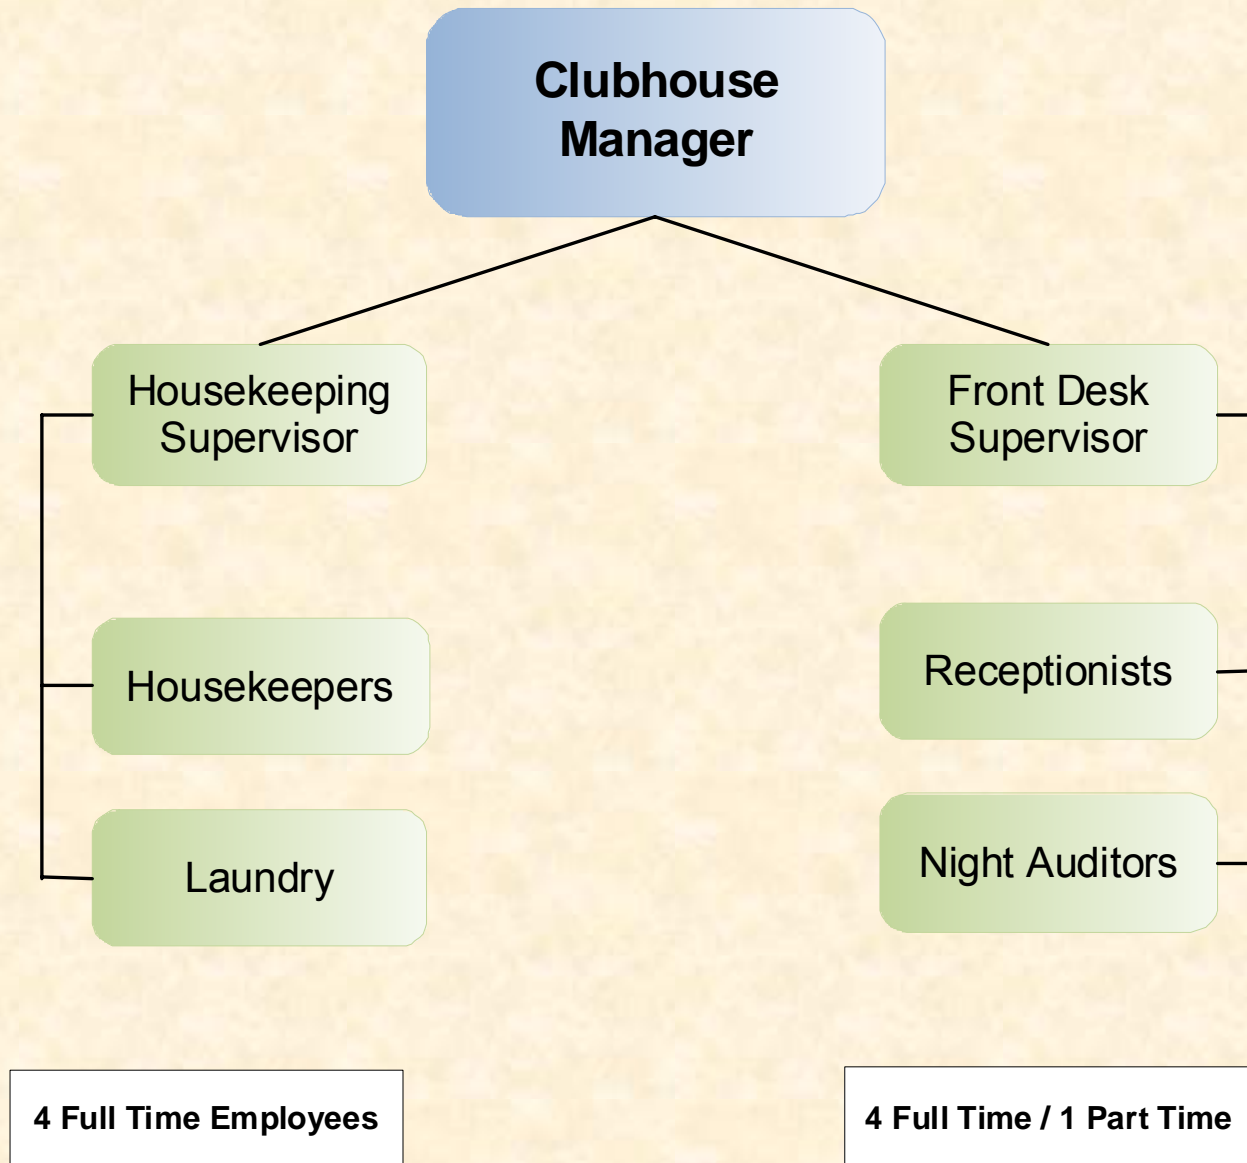 Clubhouse
Manager
Housekeeping
Supervisor
Front Desk
Supervisor
Housekeepers
Receptionists
Laundry
Night Auditors
4 Full Time Employees
4 Full Time / 1 Part Time